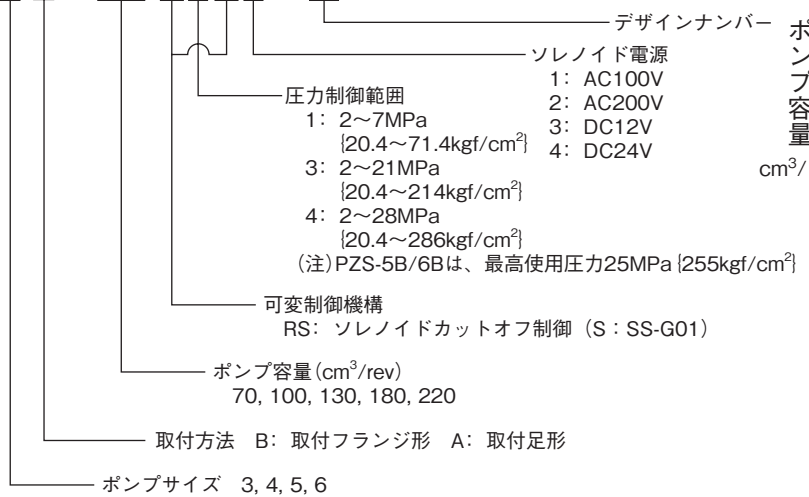 デザインナンバー
ソレノイド電源
1： AC100V
2： AC200V
3： DC12V
4： DC24V
圧力制御範囲
1： 2～7MPa
{20.4～71.4kgf/cm²}
3： 2～21MPa
{20.4～214kgf/cm²}
4： 2～28MPa
{20.4～286kgf/cm²}
（注）PZS-5B/6Bは、最高使用圧力25MPa {255kgf/cm²}
可変制御機構
RS： ソレノイドカットオフ制御（S：SS-G01）
ポンプ容量（cm³/rev）
70, 100, 130, 180, 220
取付方法 B： 取付フランジ形 A： 取付足形
ポンプサイズ 3, 4, 5, 6
ポンプ容量
cm³/